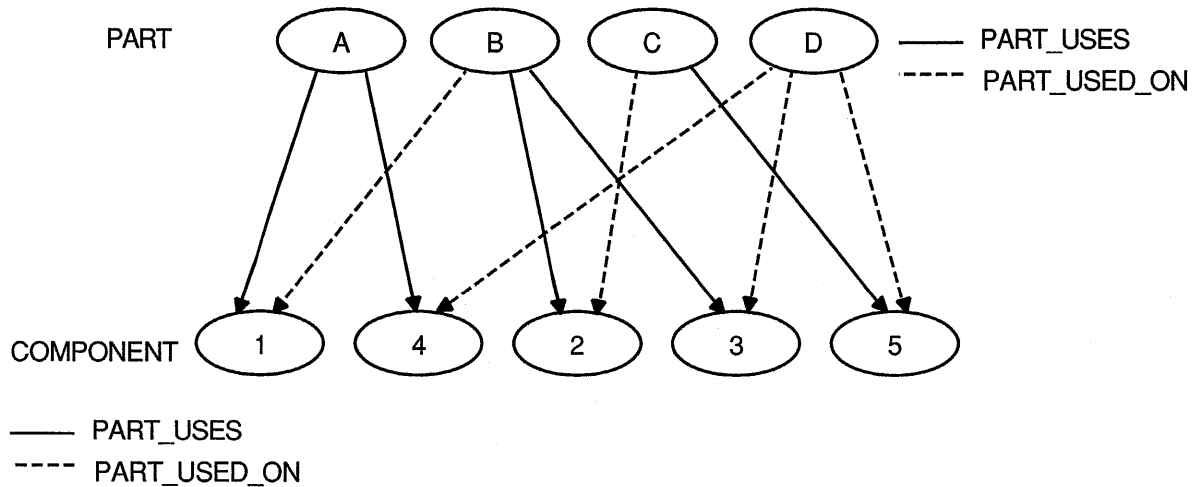 PART A B C D PART_USES
PART_USED_ON
COMPONENT 1 4 2 3 5
PART_USES
PART_USED_ON